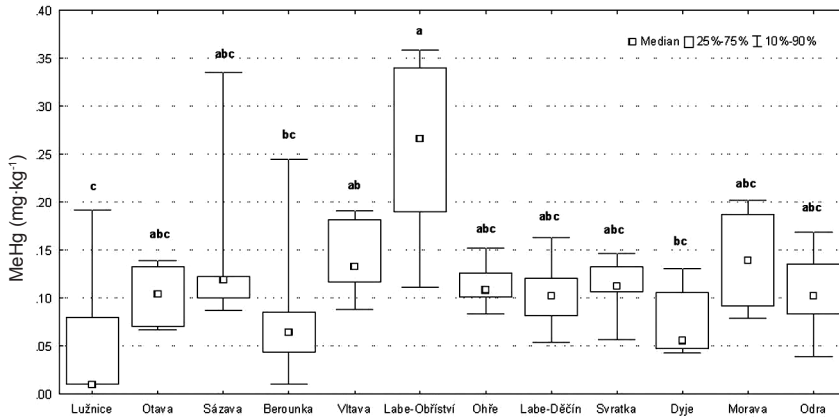 .40
.35
.30
.25
.20
.15
.10
.05
.00
MeHg (mg·kg⁻¹)
Median 25%-75% 10%-90%
c
abc
abc
bc
ab
a
abc
abc
abc
bc
abc
abc
Lužnice Otava Sázava Berounka Vltava Labe-Obříství Ohře Labe-Děčín Svratka Dyje Morava Odra